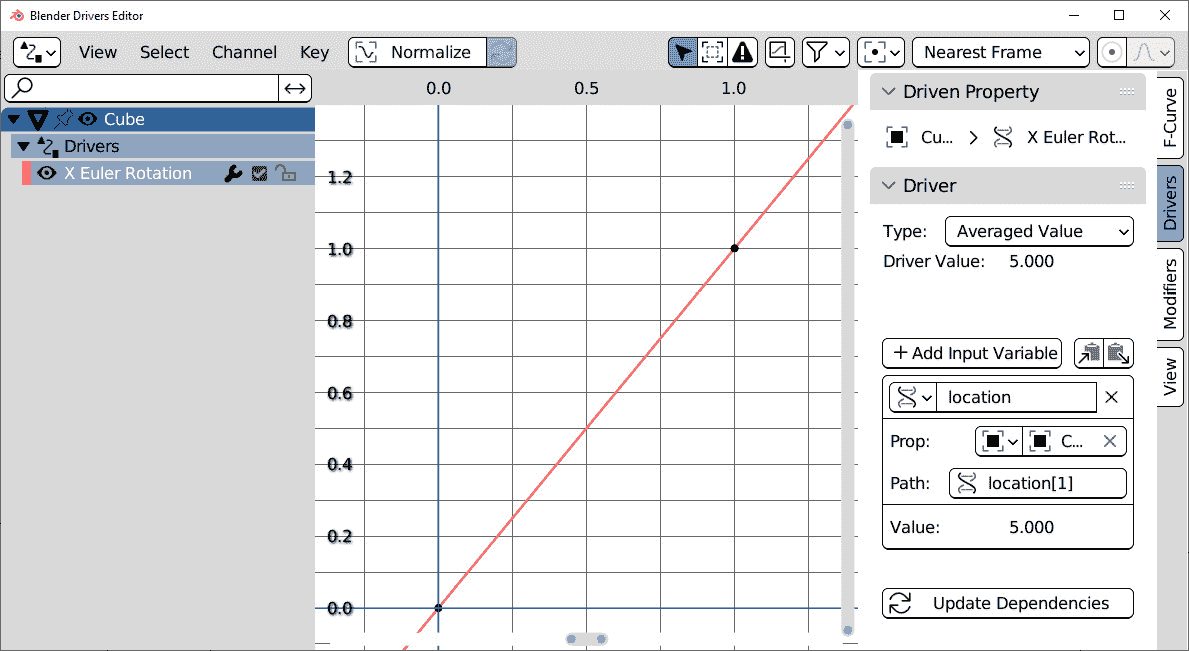 Blender Drivers Editor
View Select Channel Key Normalize Nearest Frame
0.0 0.5 1.0
Cube
Drivers
X Euler Rotation
1.2
1.0
0.8
0.6
0.4
0.2
0.0
Driven Property
Cu... X Euler Rot...
Driver
Type: Averaged Value
Driver Value: 5.000
+ Add Input Variable
location
Prop: C...
Path: location[1]
Value: 5.000
Update Dependencies
F-Curve
Drivers
Modifiers
View